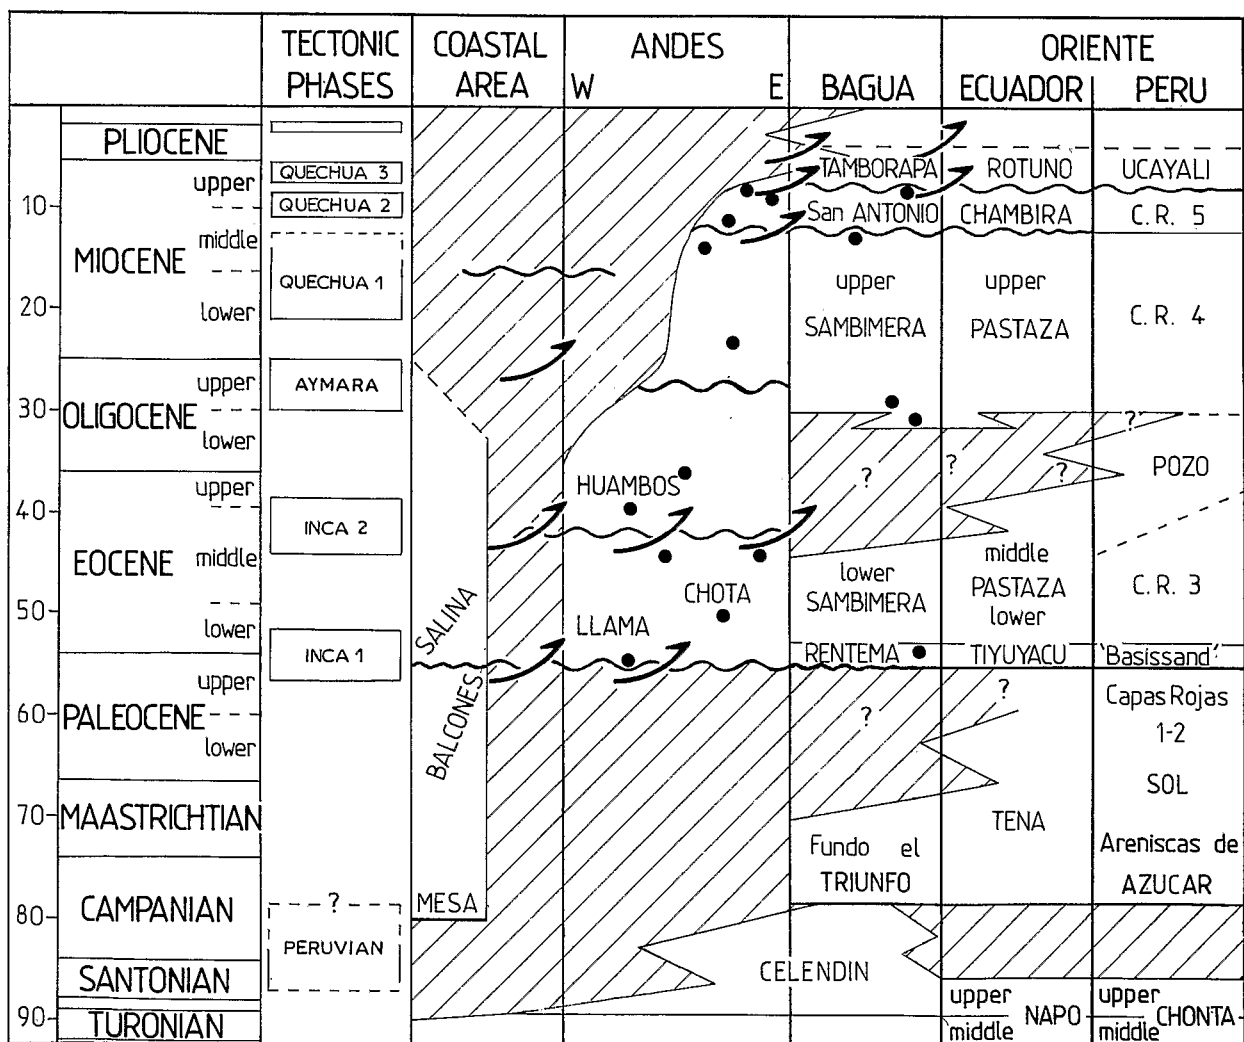 TECTONIC COASTAL ANDES ORIENTE
PHASES AREA W E BAGUA ECUADOR PERU
PLIOCENE
QUECHUA 3 TAMBORAPA ROTUNO UCAYALI
upper
10 QUECHUA 2 San ANTONIO CHAMBIRA C.R. 5
middle
MIOCENE
QUECHUA 1 upper upper
20 lower SAMBIMERA PASTAZA C.R. 4
upper AYMARA
30 OLIGOCENE ?
lower
? ? ? POZO
upper HUAMBOS
40
INCA 2
EOCENE middle middle
lower CHOTA PASTAZA C.R. 3
50 SALINA SAMBIMERA lower
lower LLAMA
INCA 1 RENTEMA TIYUYACU 'Basissand'
upper ? Capas Rojas
60 PALEOCENE BALCONES ? 1-2
lower
SOL
70 MAASTRICHTIAN TENA
Fundo el Areniscas de
TRIUNFO AZUCAR
CAMPANIAN ? MESA
80
PERUVIAN
SANTONIAN CELENDIN
upper upper
90 NAPO CHONTA
TURONIAN middle middle